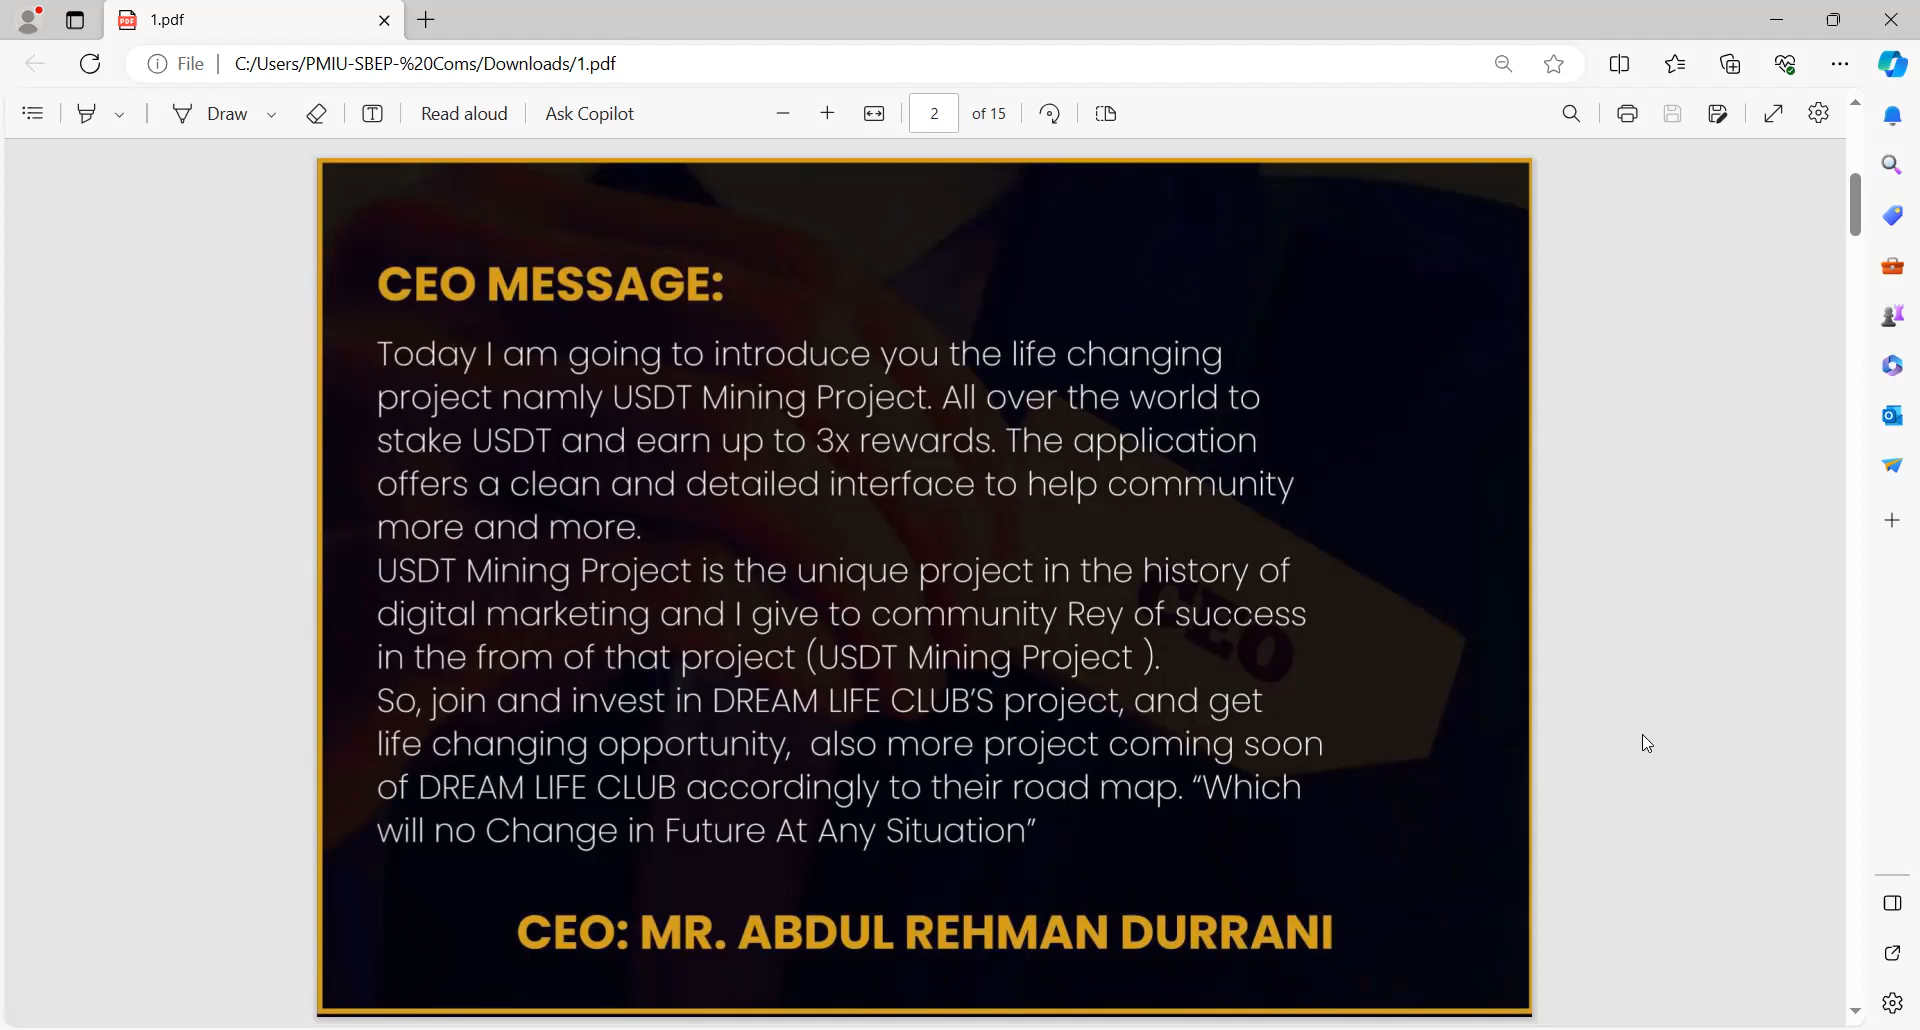 1.pdf
File
C:/Users/PMIU-SBEP-%20Coms/Downloads/1.pdf
Draw
Read aloud
Ask Copilot
2
of 15
CEO MESSAGE:
Today I am going to introduce you the life changing
project namly USDT Mining Project. All over the world to
stake USDT and earn up to 3x rewards. The application
offers a clean and detailed interface to help community
more and more.
USDT Mining Project is the unique project in the history of
digital marketing and I give to community Rey of success
in the from of that project (USDT Mining Project ).
So, join and invest in DREAM LIFE CLUB'S project, and get
life changing opportunity,  also more project coming soon
of DREAM LIFE CLUB accordingly to their road map. “Which
will no Change in Future At Any Situation”
CEO
CEO: MR. ABDUL REHMAN DURRANI